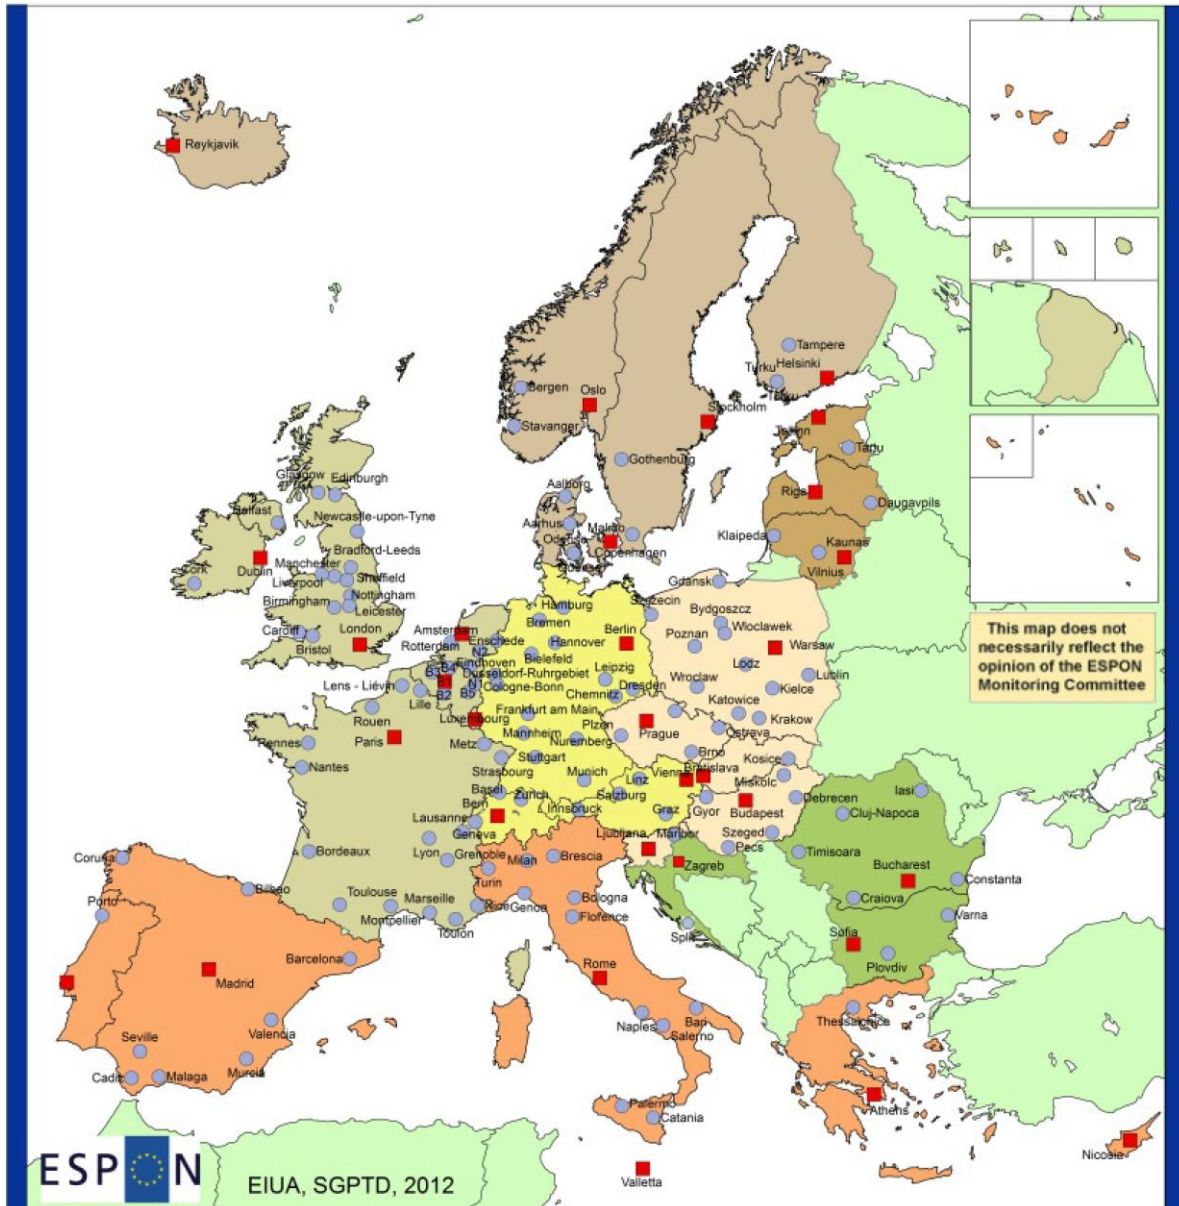 Reykjavik
Tampere
Helsinki
Turku
Bergen
Oslo
Stavanger
Stockholm
Tallinn
Tartu
Gothenburg
Glasgow
Edinburgh
Aalborg
Riga
Daugavpils
Belfast
Newcastle-upon-Tyne
Aarhus
Malmo
Odense
Copenhagen
Klaipeda
Kaunas
Vilnius
Bradford-Leeds
Manchester
Dublin
Cork
Liverpool
Sheffield
Nottingham
Birmingham
Leicester
Gdansk
Szczecin
Hamburg
Bremen
Bydgoszcz
Wloclawek
This map does not
necessarily reflect the
opinion of the ESPON
Monitoring Committee
Cardiff
Bristol
London
Amsterdam
Rotterdam
Enschede
N2
Hannover
Berlin
Poznan
Warsaw
Bielefeld
Lodz
B3
B4
B1
B2
B5
N1
Dusseldorf-Ruhrgebiet
Cologne-Bonn
Leipzig
Dresden
Chemnitz
Wroclaw
Lublin
Kielce
Lens - Liévin
Lille
Katowice
Krakow
Rouen
Luxembourg
Frankfurt am Main
Plzen
Prague
Ostrava
Paris
Metz
Mannheim
Nuremberg
Rennes
Brno
Kosice
Nantes
Strasbourg
Stuttgart
Munich
Linz
Vienna
Bratislava
Miskolc
Basel
Zurich
Bern
Innsbruck
Salzburg
Graz
Gyor
Budapest
Debrecen
Iasi
Cluj-Napoca
Lausanne
Geneva
Ljubljana
Maribor
Szeged
Pecs
Timisoara
Bordeaux
Lyon
Grenoble
Milan
Brescia
Zagreb
Bucharest
Coruna
Turin
Constanta
Bilbao
Toulouse
Marseille
Nice
Genoa
Bologna
Craiova
Porto
Montpellier
Toulon
Florence
Split
Varna
Sofia
Plovdiv
Barcelona
Madrid
Rome
Valencia
Naples
Bari
Salerno
Thessalonice
Seville
Murcia
Cadiz
Malaga
Palermo
Catania
Athens
Nicosia
Valletta
ESPON
EIUA, SGPTD, 2012